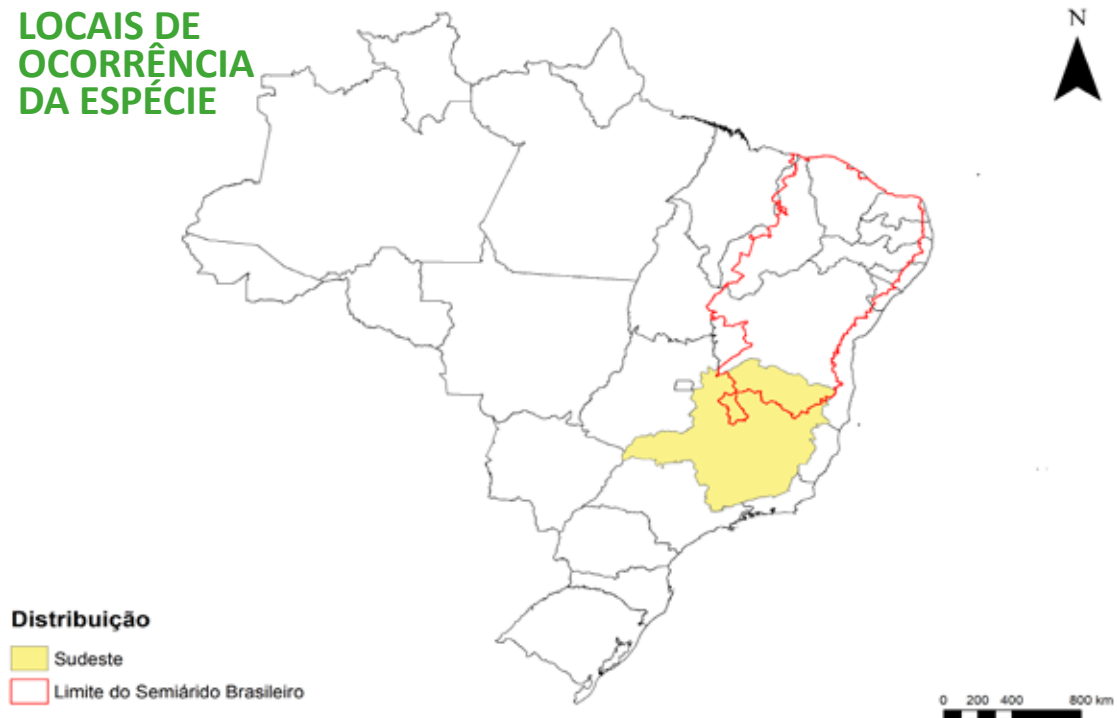 LOCAIS DE
OCORRÊNCIA
DA ESPÉCIE
N
Distribuição
Sudeste
Limite do Semiárido Brasileiro
0 200 400 800 km